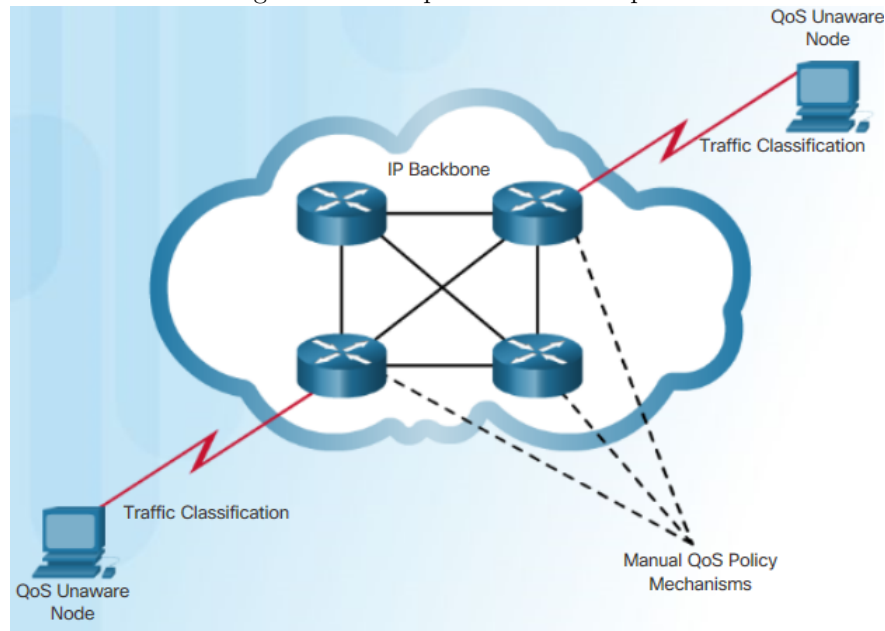 QoS Unaware
Node
Traffic Classification
IP Backbone
Traffic Classification
Manual QoS Policy
Mechanisms
QoS Unaware
Node